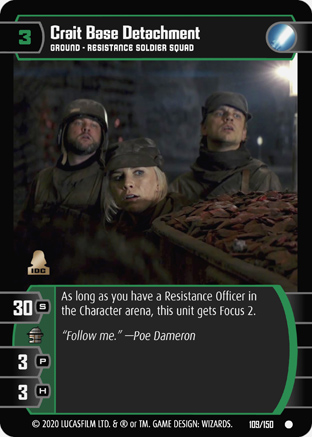 3
Crait Base Detachment
GROUND - RESISTANCE SOLDIER SQUAD
IDC
30 S
As long as you have a Resistance Officer in
the Character arena, this unit gets Focus 2.
"Follow me." —Poe Dameron
3 P
3 H
© 2020 LUCASFILM LTD. & ® or TM. GAME DESIGN: WIZARDS.
109/150